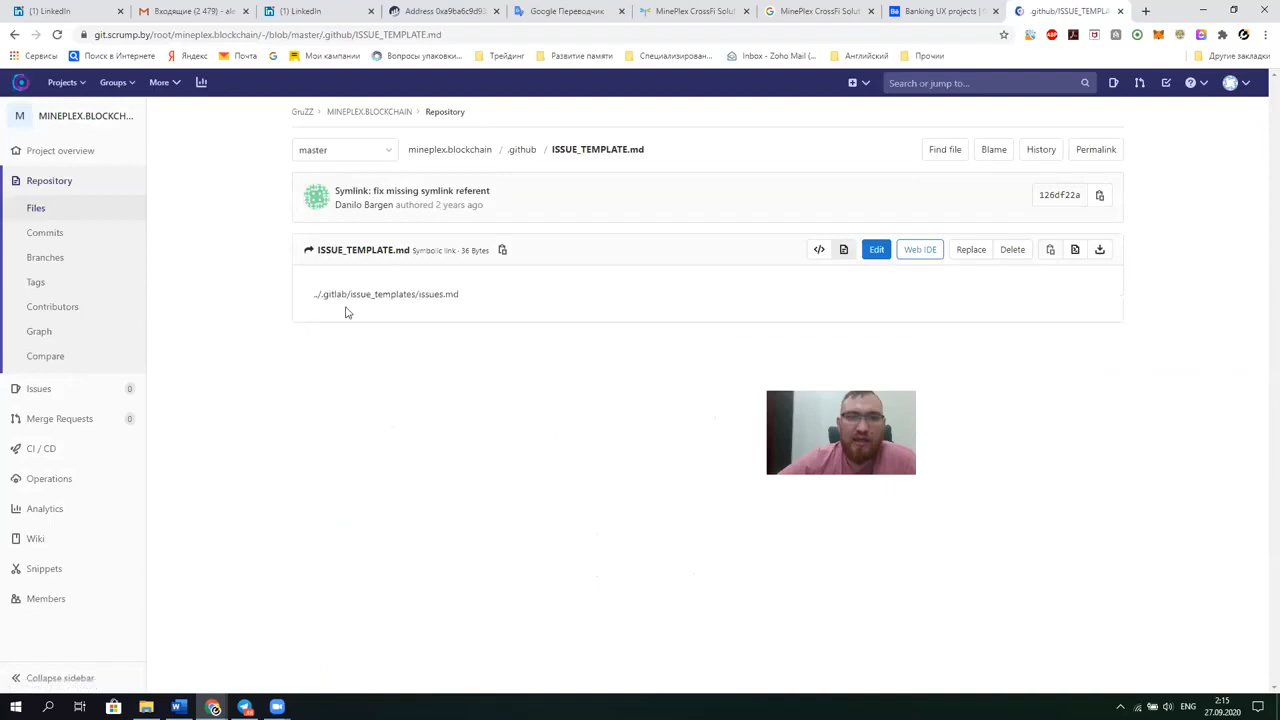 LinkedIn
Входящие (2 479) - ale
LinkedIn
Address 0xa9ba6c9d93
Google Переводчик
MinePlex CrossFi Solut
MinePlex CrossFi Solut
Banking UX projects |
.github/ISSUE_TEMPLA
git.scrump.by/root/mineplex.blockchain/-/blob/master/.github/ISSUE_TEMPLATE.md
Сервисы
Поиск в Интернете
Яндекс
Почта
Мои кампании
Вопросы упаковки...
Трейдинг
Развитие памяти
Специализирован...
Inbox - Zoho Mail (...
Английский
Прочии
Другие закладки
Projects
Groups
More
Search or jump to...
M
MINEPLEX.BLOCKCH...
Project overview
Repository
Files
Commits
Branches
Tags
Contributors
Graph
Compare
Issues 0
Merge Requests 0
CI / CD
Operations
Analytics
Wiki
Snippets
Members
Collapse sidebar
GruZZ > MINEPLEX.BLOCKCHAIN > Repository
master
mineplex.blockchain / .github / ISSUE_TEMPLATE.md
Find file
Blame
History
Permalink
Symlink: fix missing symlink referent
Danilo Bargen authored 2 years ago
126df22a
ISSUE_TEMPLATE.md Symbolic link · 36 Bytes
Edit
Web IDE
Replace
Delete
../.gitlab/issue_templates/issues.md
ENG
2:15
27.09.2020